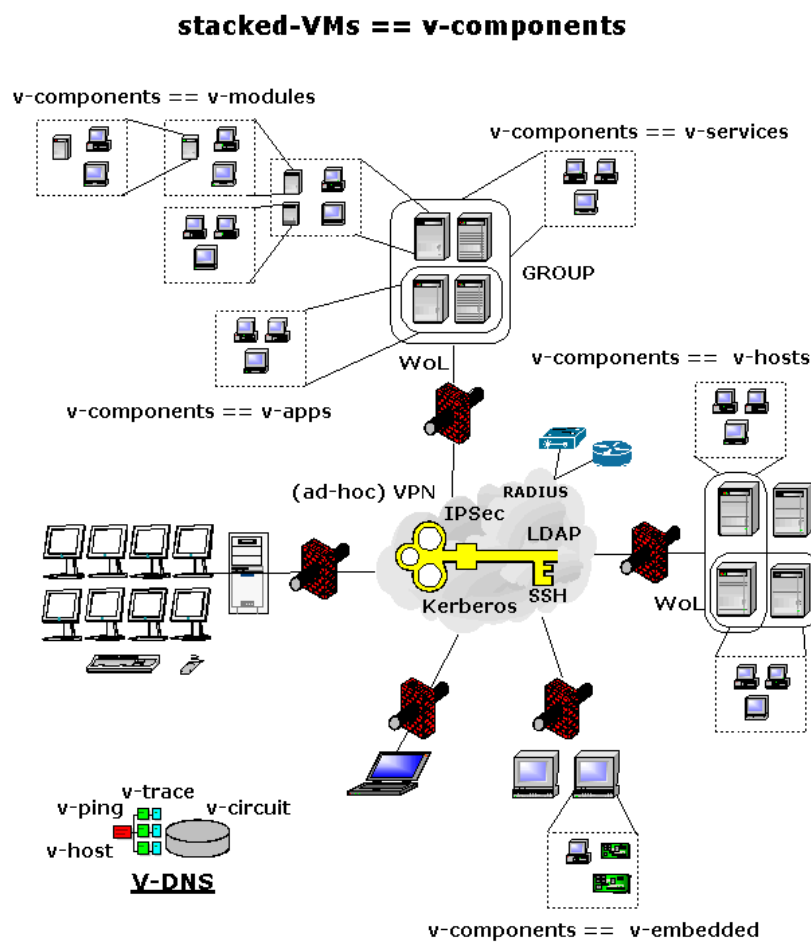 stacked-VMs == v-components
v-components == v-modules
v-components == v-services
GROUP
WoL
v-components == v-hosts
v-components == v-apps
(ad-hoc) VPN
RADIUS
IPSec
LDAP
Kerberos
SSH
WoL
v-trace
v-ping
v-circuit
v-host
V-DNS
v-components == v-embedded